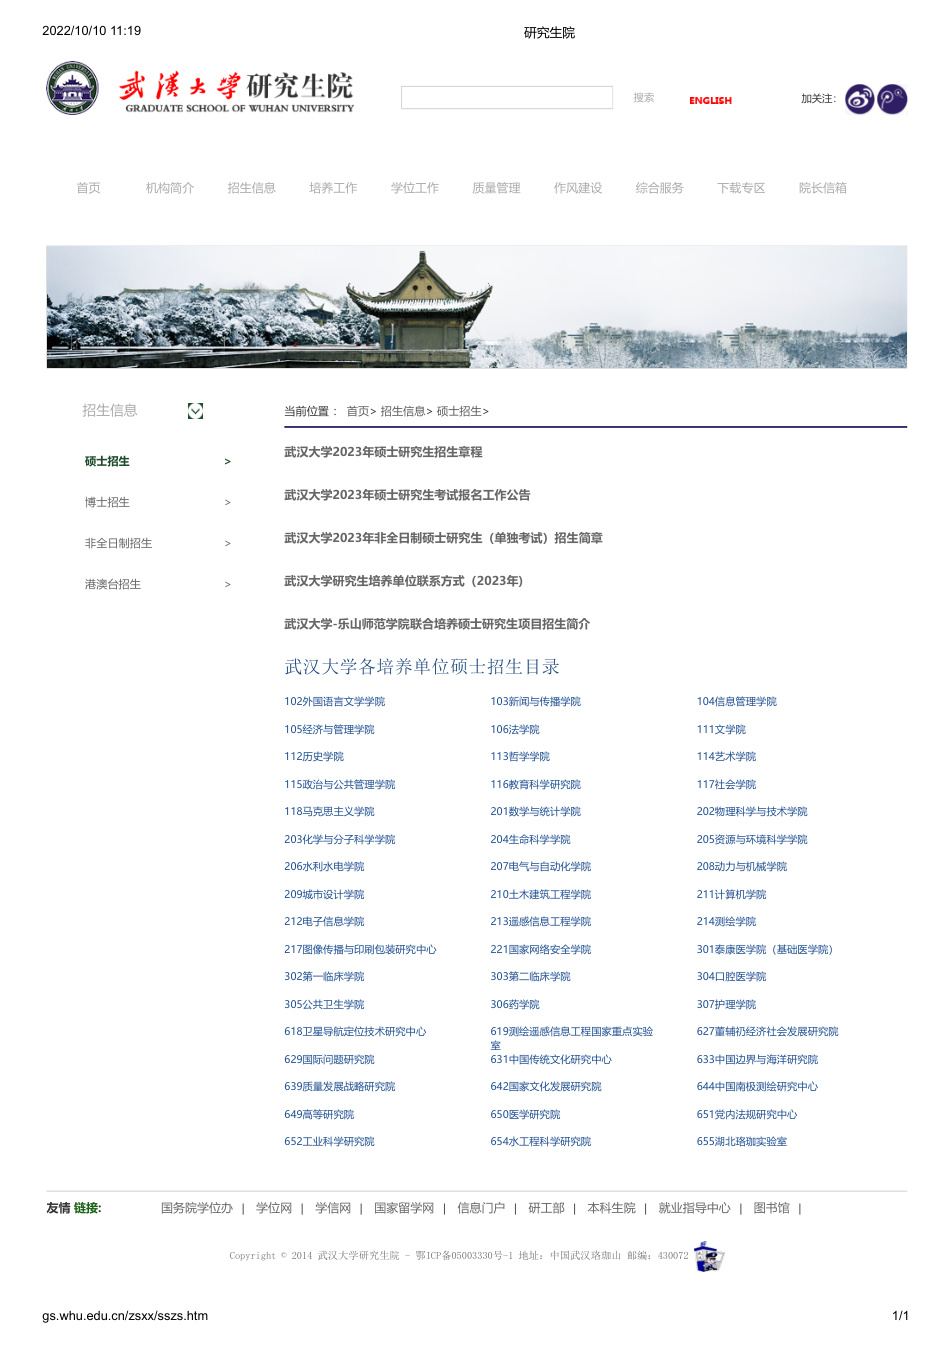 2022/10/10 11:19
研究生院
武汉大学研究生院
GRADUATE SCHOOL OF WUHAN UNIVERSITY
搜索
ENGLISH
加关注：
首页 机构简介 招生信息 培养工作 学位工作 质量管理 作风建设 综合服务 下载专区 院长信箱
招生信息
硕士招生 >
博士招生 >
非全日制招生 >
港澳台招生 >
当前位置： 首页> 招生信息> 硕士招生>
武汉大学2023年硕士研究生招生章程
武汉大学2023年硕士研究生考试报名工作公告
武汉大学2023年非全日制硕士研究生（单独考试）招生简章
武汉大学研究生培养单位联系方式（2023年)
武汉大学-乐山师范学院联合培养硕士研究生项目招生简介
武汉大学各培养单位硕士招生目录
102外国语言文学学院 103新闻与传播学院 104信息管理学院
105经济与管理学院 106法学院 111文学院
112历史学院 113哲学学院 114艺术学院
115政治与公共管理学院 116教育科学研究院 117社会学院
118马克思主义学院 201数学与统计学院 202物理科学与技术学院
203化学与分子科学学院 204生命科学学院 205资源与环境科学学院
206水利水电学院 207电气与自动化学院 208动力与机械学院
209城市设计学院 210土木建筑工程学院 211计算机学院
212电子信息学院 213遥感信息工程学院 214测绘学院
217图像传播与印刷包装研究中心 221国家网络安全学院 301泰康医学院（基础医学院）
302第一临床学院 303第二临床学院 304口腔医学院
305公共卫生学院 306药学院 307护理学院
618卫星导航定位技术研究中心 619测绘遥感信息工程国家重点实验室 627董辅礽经济社会发展研究院
629国际问题研究院 631中国传统文化研究中心 633中国边界与海洋研究院
639质量发展战略研究院 642国家文化发展研究院 644中国南极测绘研究中心
649高等研究院 650医学研究院 651党内法规研究中心
652工业科学研究院 654水工程科学研究院 655湖北珞珈实验室
友情 链接: 国务院学位办 | 学位网 | 学信网 | 国家留学网 | 信息门户 | 研工部 | 本科生院 | 就业指导中心 | 图书馆 |
Copyright © 2014 武汉大学研究生院 - 鄂ICP备05003330号-1 地址：中国武汉珞珈山 邮编：430072
gs.whu.edu.cn/zsxx/sszs.htm
1/1